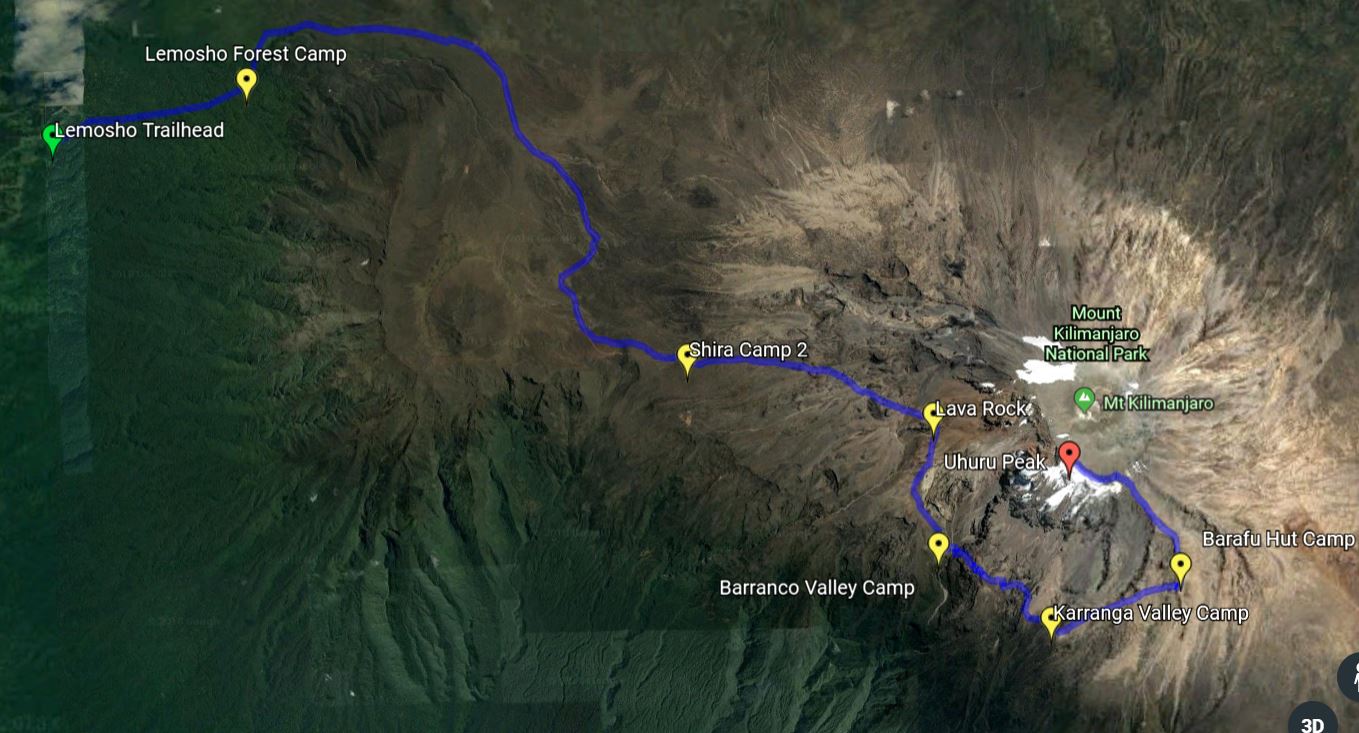 Lemosho Forest Camp
Lemosho Trailhead
Mount
Kilimanjaro
National Park
Shira Camp 2
Mt Kilimanjaro
Lava Rock
Uhuru Peak
Barafu Hut Camp
Barranco Valley Camp
Karranga Valley Camp
3D